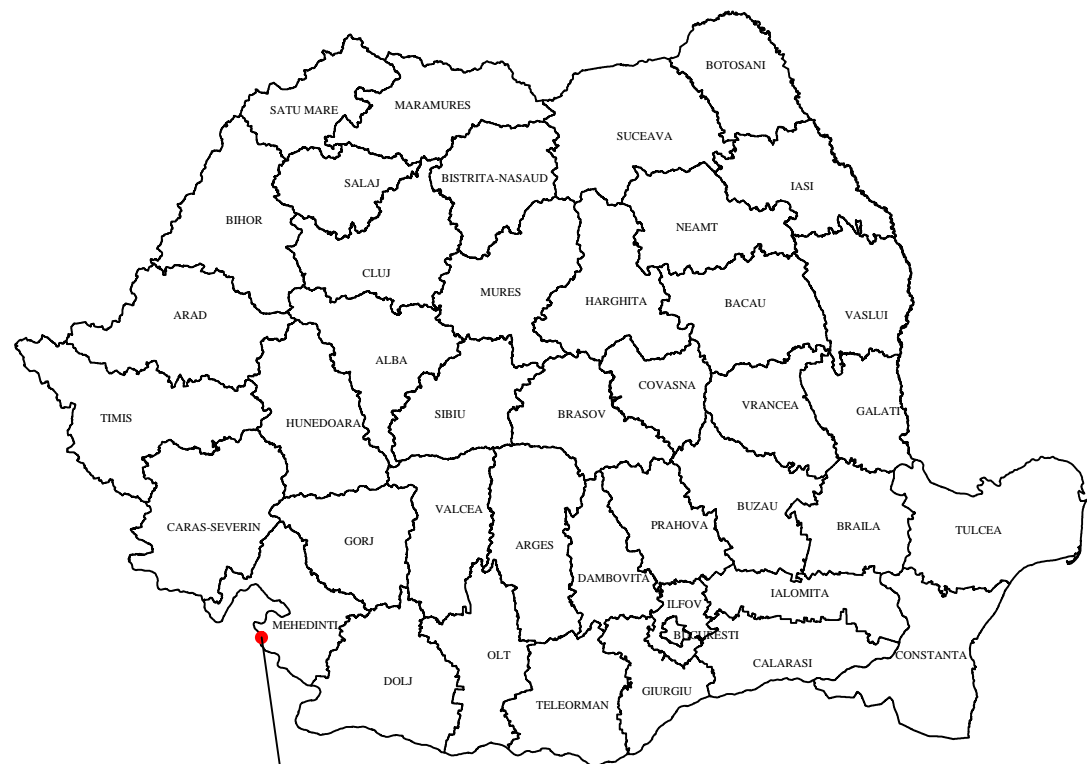 BOTOSANI
SATU MARE
MARAMURES
SUCEAVA
SALAJ
BISTRITA-NASAUD
IASI
BIHOR
NEAMT
CLUJ
MURES
HARGHITA
BACAU
ARAD
VASLUI
ALBA
COVASNA
TIMIS
HUNEDOARA
SIBIU
BRASOV
VRANCEA
GALATI
CARAS-SEVERIN
GORJ
VALCEA
ARGES
PRAHOVA
BUZAU
BRAILA
TULCEA
DAMBOVITA
IALOMITA
ILFOV
MEHEDINTI
BUCURESTI
OLT
CALARASI
CONSTANTA
DOLJ
GIURGIU
TELEORMAN